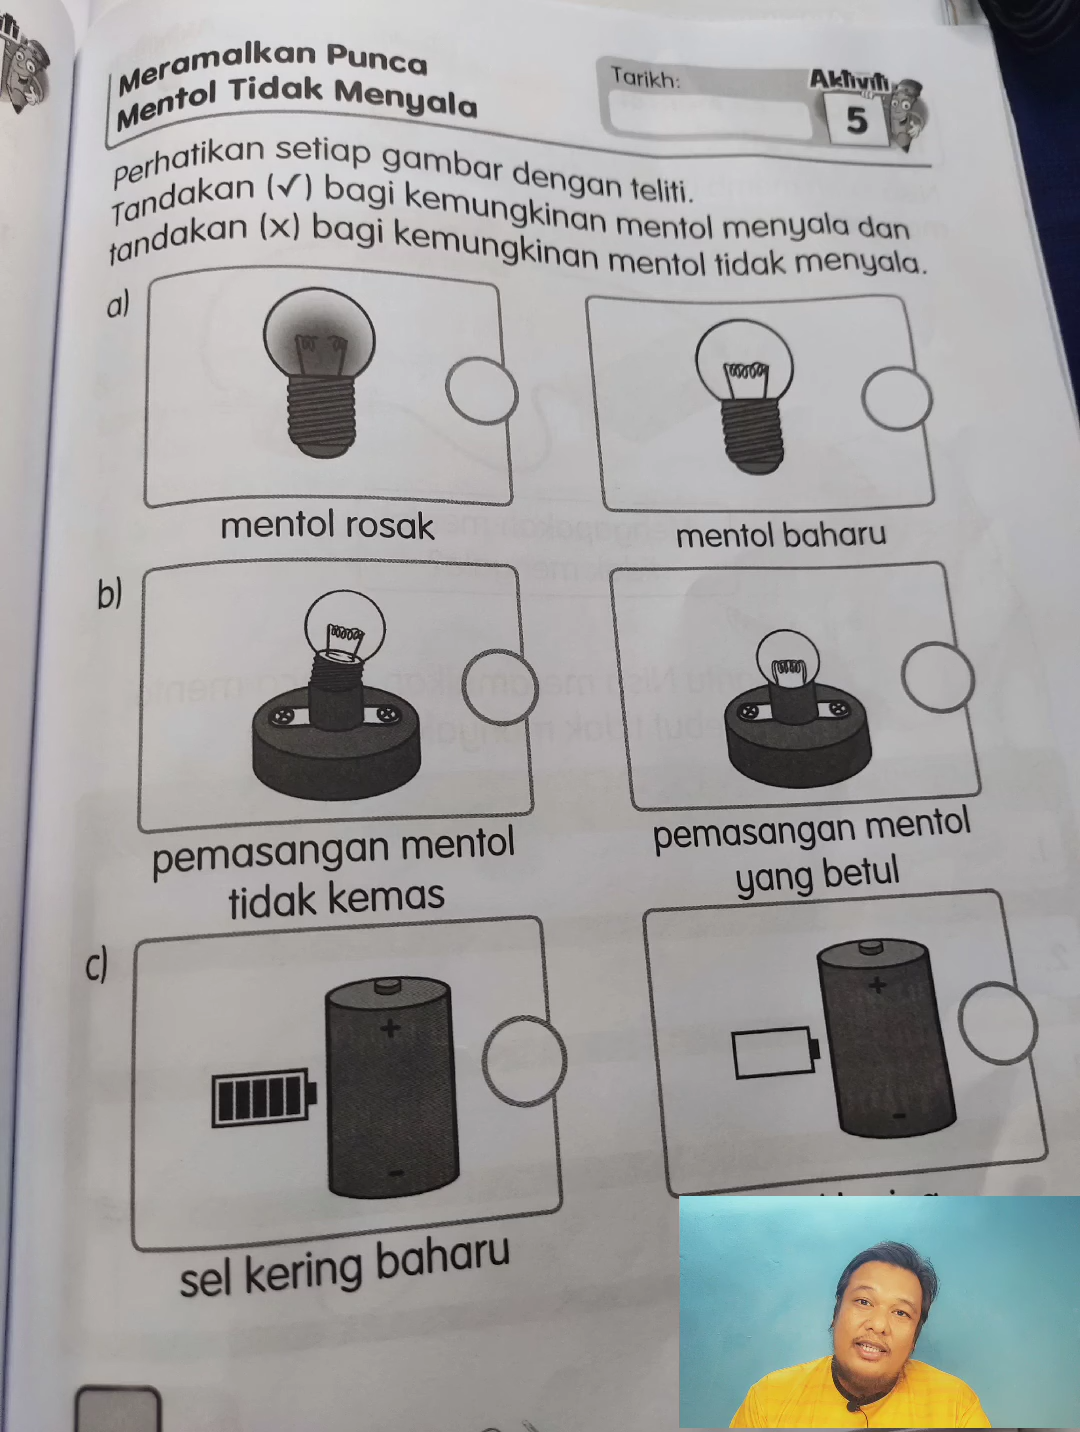 Meramalkan Punca
Mentol Tidak Menyala
Tarikh:
Aktiviti
5
Perhatikan setiap gambar dengan teliti.
Tandakan (✓) bagi kemungkinan mentol menyala dan
tandakan (x) bagi kemungkinan mentol tidak menyala.
a)
mentol rosak
mentol baharu
b)
pemasangan mentol
tidak kemas
pemasangan mentol
yang betul
c)
+
-
+
-
sel kering baharu